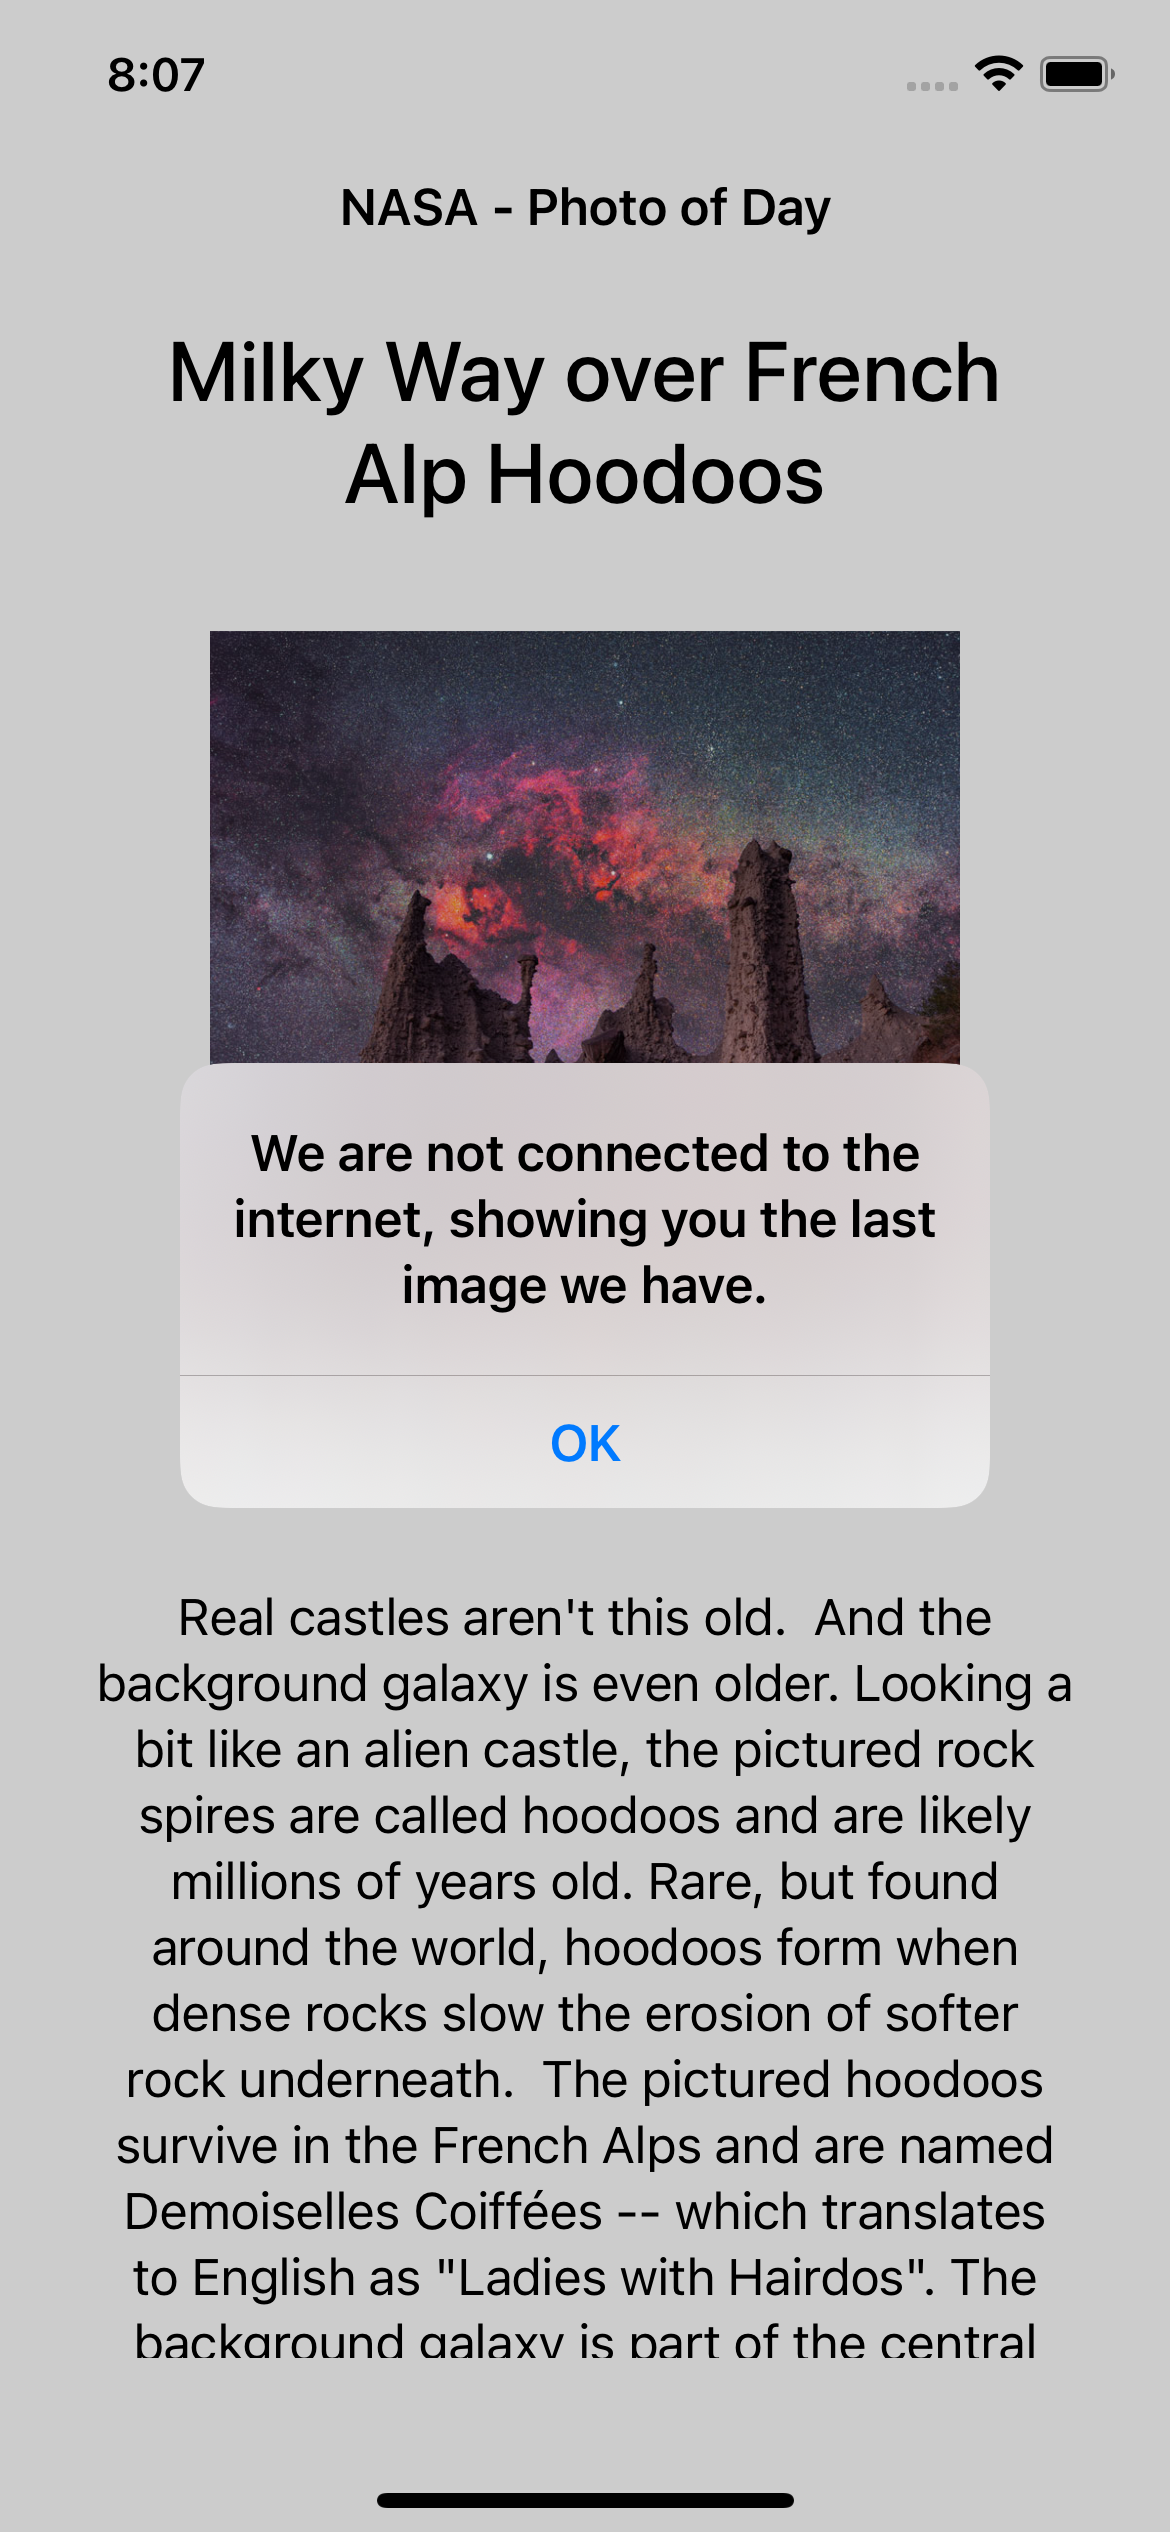 8:07
NASA - Photo of Day
Milky Way over French
Alp Hoodoos
We are not connected to the
internet, showing you the last
image we have.
OK
Real castles aren't this old.  And the
background galaxy is even older. Looking a
bit like an alien castle, the pictured rock
spires are called hoodoos and are likely
millions of years old. Rare, but found
around the world, hoodoos form when
dense rocks slow the erosion of softer
rock underneath.  The pictured hoodoos
survive in the French Alps and are named
Demoiselles Coiffées -- which translates
to English as "Ladies with Hairdos". The
background galaxy is part of the central